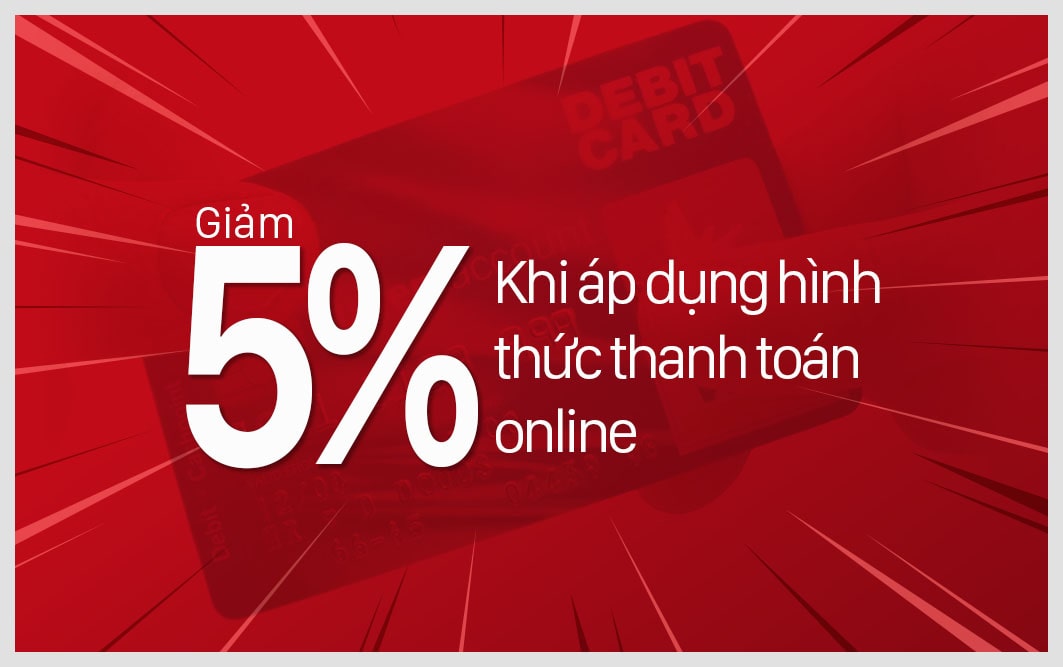 DEBIT
CARD
Giảm
5%
Khi áp dụng hình
thức thanh toán
online